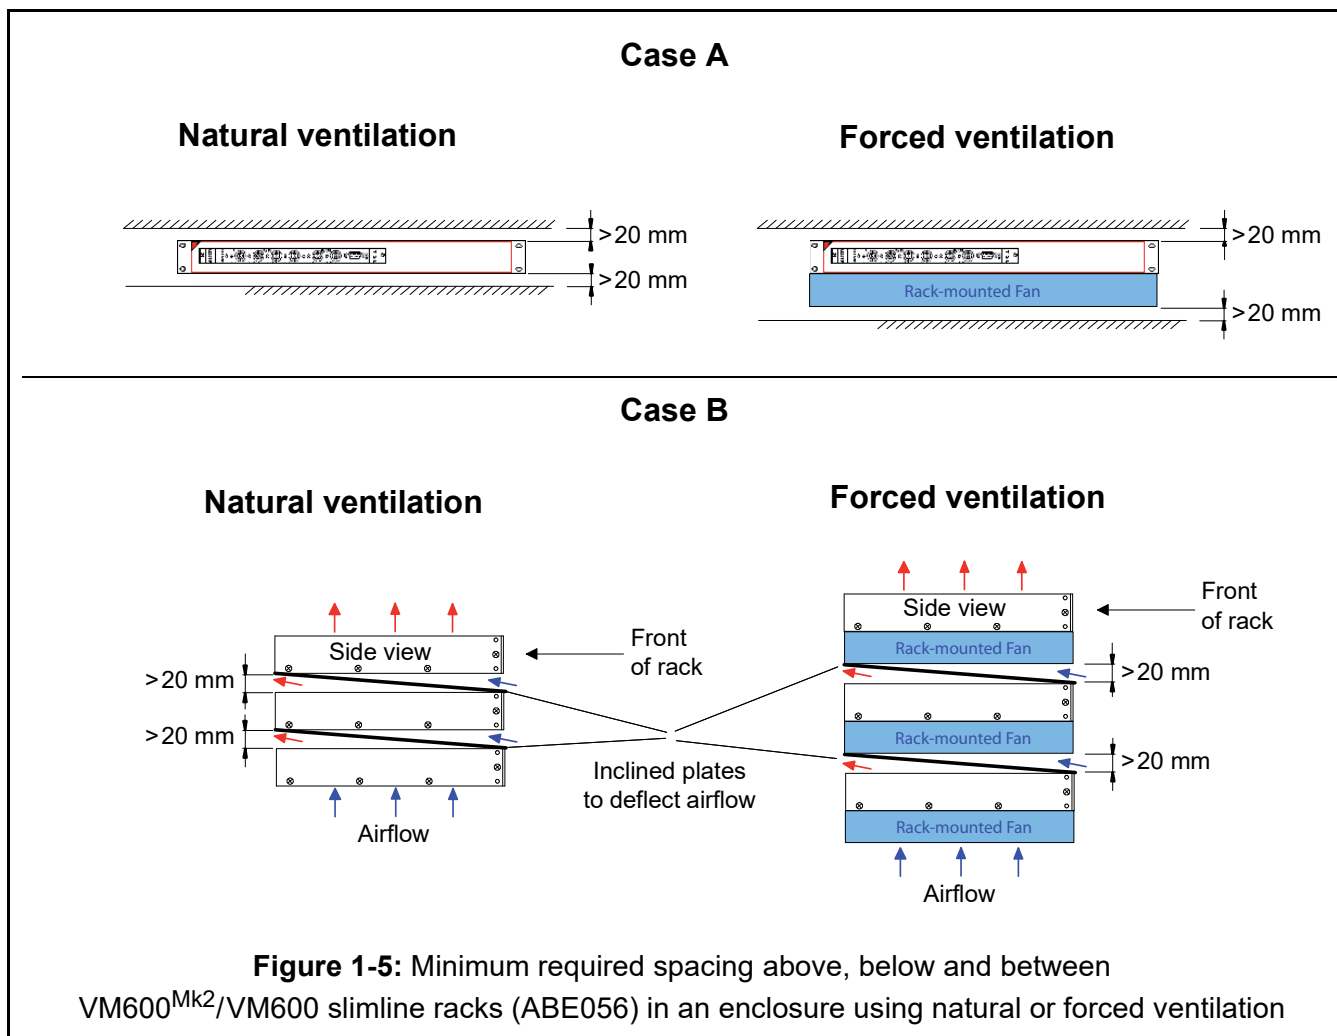 Case A
Natural ventilation
Forced ventilation
>20 mm
>20 mm
>20 mm
Rack-mounted Fan
>20 mm
Case B
Natural ventilation
Forced ventilation
Side view
Front
of rack
>20 mm
>20 mm
Airflow
Inclined plates
to deflect airflow
Side view
Front
of rack
Rack-mounted Fan
>20 mm
Rack-mounted Fan
>20 mm
Rack-mounted Fan
Airflow
Figure 1-5: Minimum required spacing above, below and between
VM600Mk2/VM600 slimline racks (ABE056) in an enclosure using natural or forced ventilation